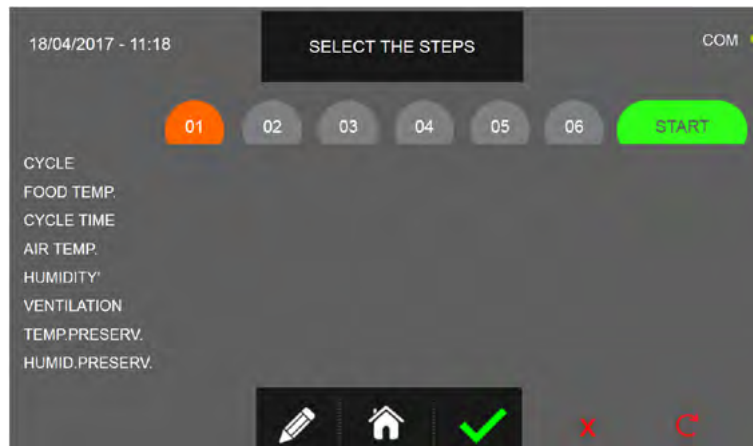 18/04/2017 - 11:18 SELECT THE STEPS COM
01 02 03 04 05 06 START
CYCLE
FOOD TEMP.
CYCLE TIME
AIR TEMP.
HUMIDITY'
VENTILATION
TEMP.PRESERV.
HUMID.PRESERV.
X